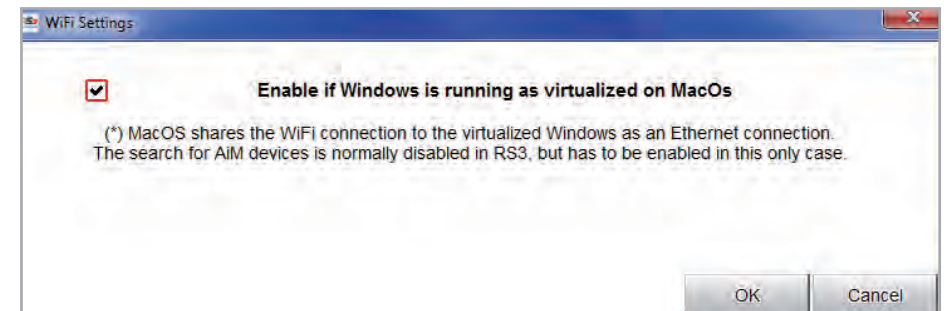 WiFi Settings
Enable if Windows is running as virtualized on MacOs
(*) MacOS shares the WiFi connection to the virtualized Windows as an Ethernet connection.
The search for AiM devices is normally disabled in RS3, but has to be enabled in this only case.
OK Cancel